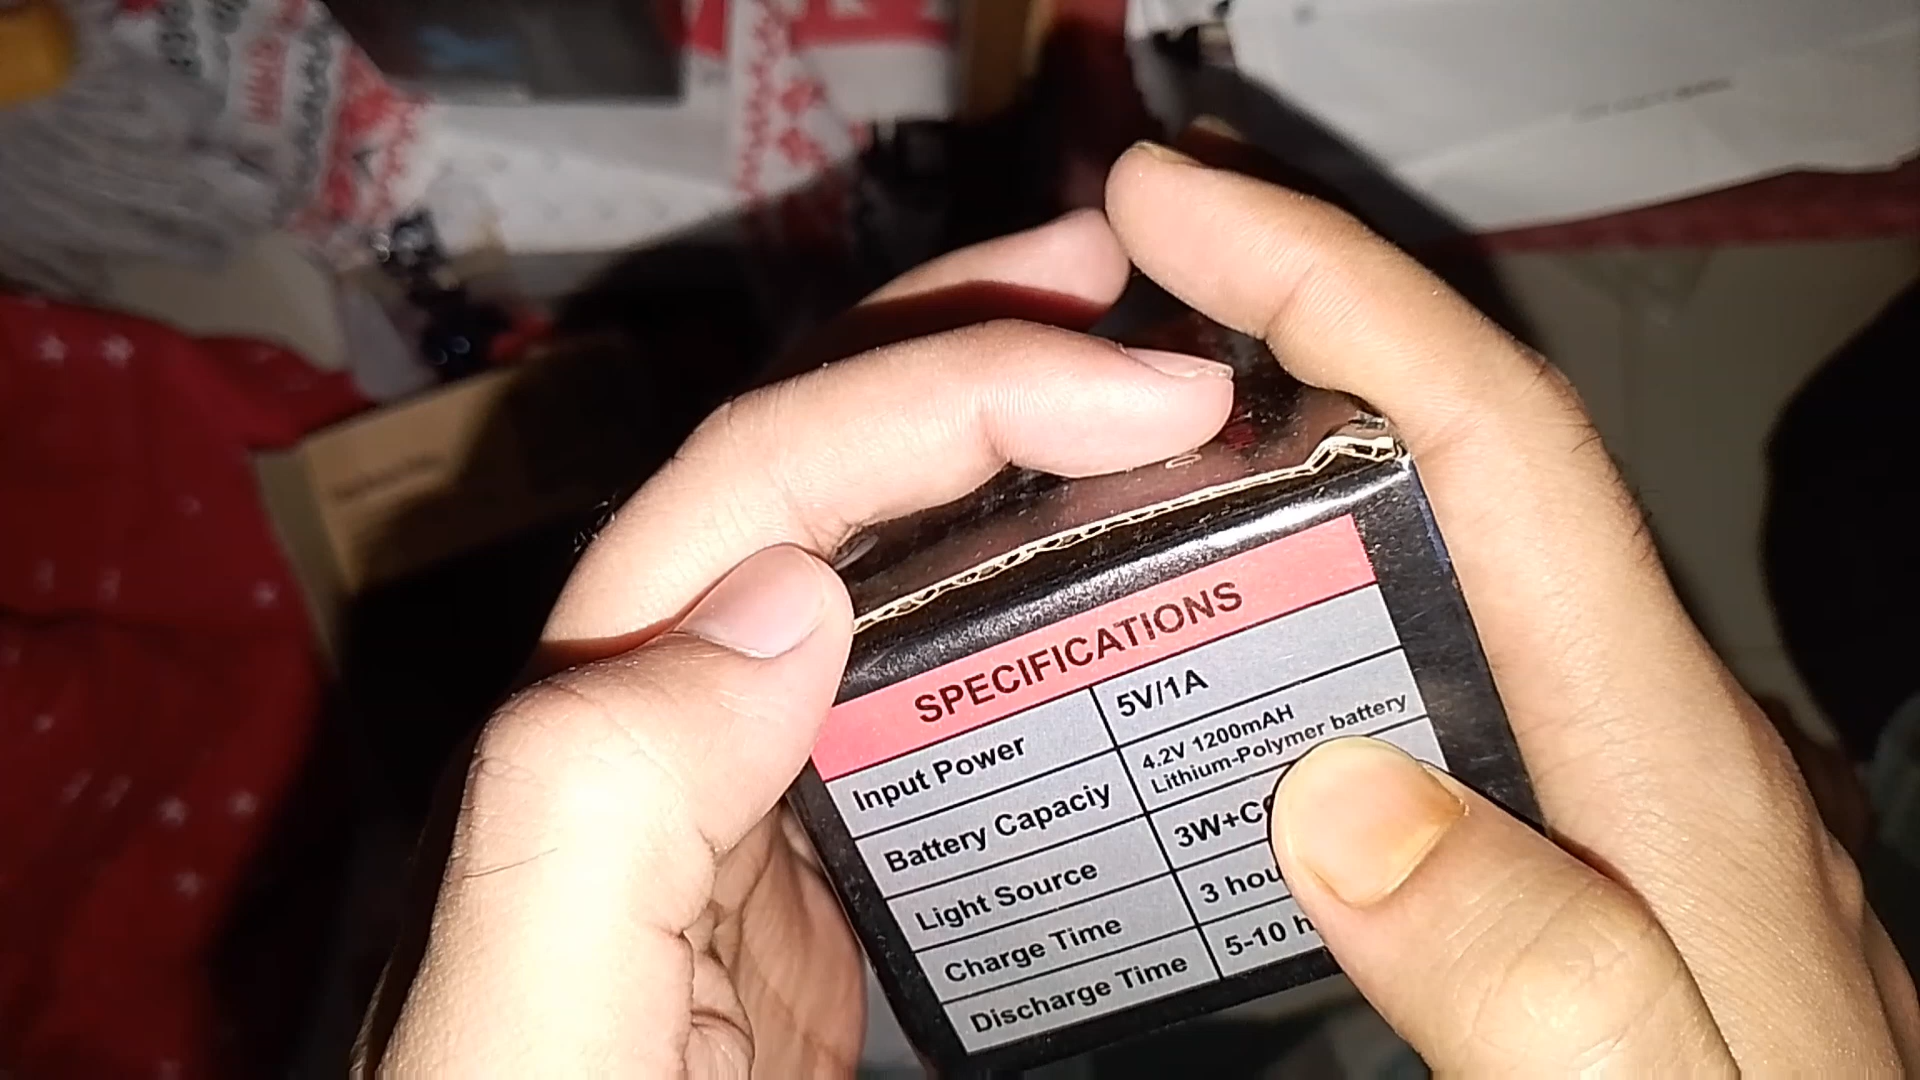 SPECIFICATIONS
Input Power 5V/1A
Battery Capaciy 4.2V 1200mAH
Lithium-Polymer battery
Light Source 3W+CO
Charge Time 3 hou
Discharge Time 5-10 h